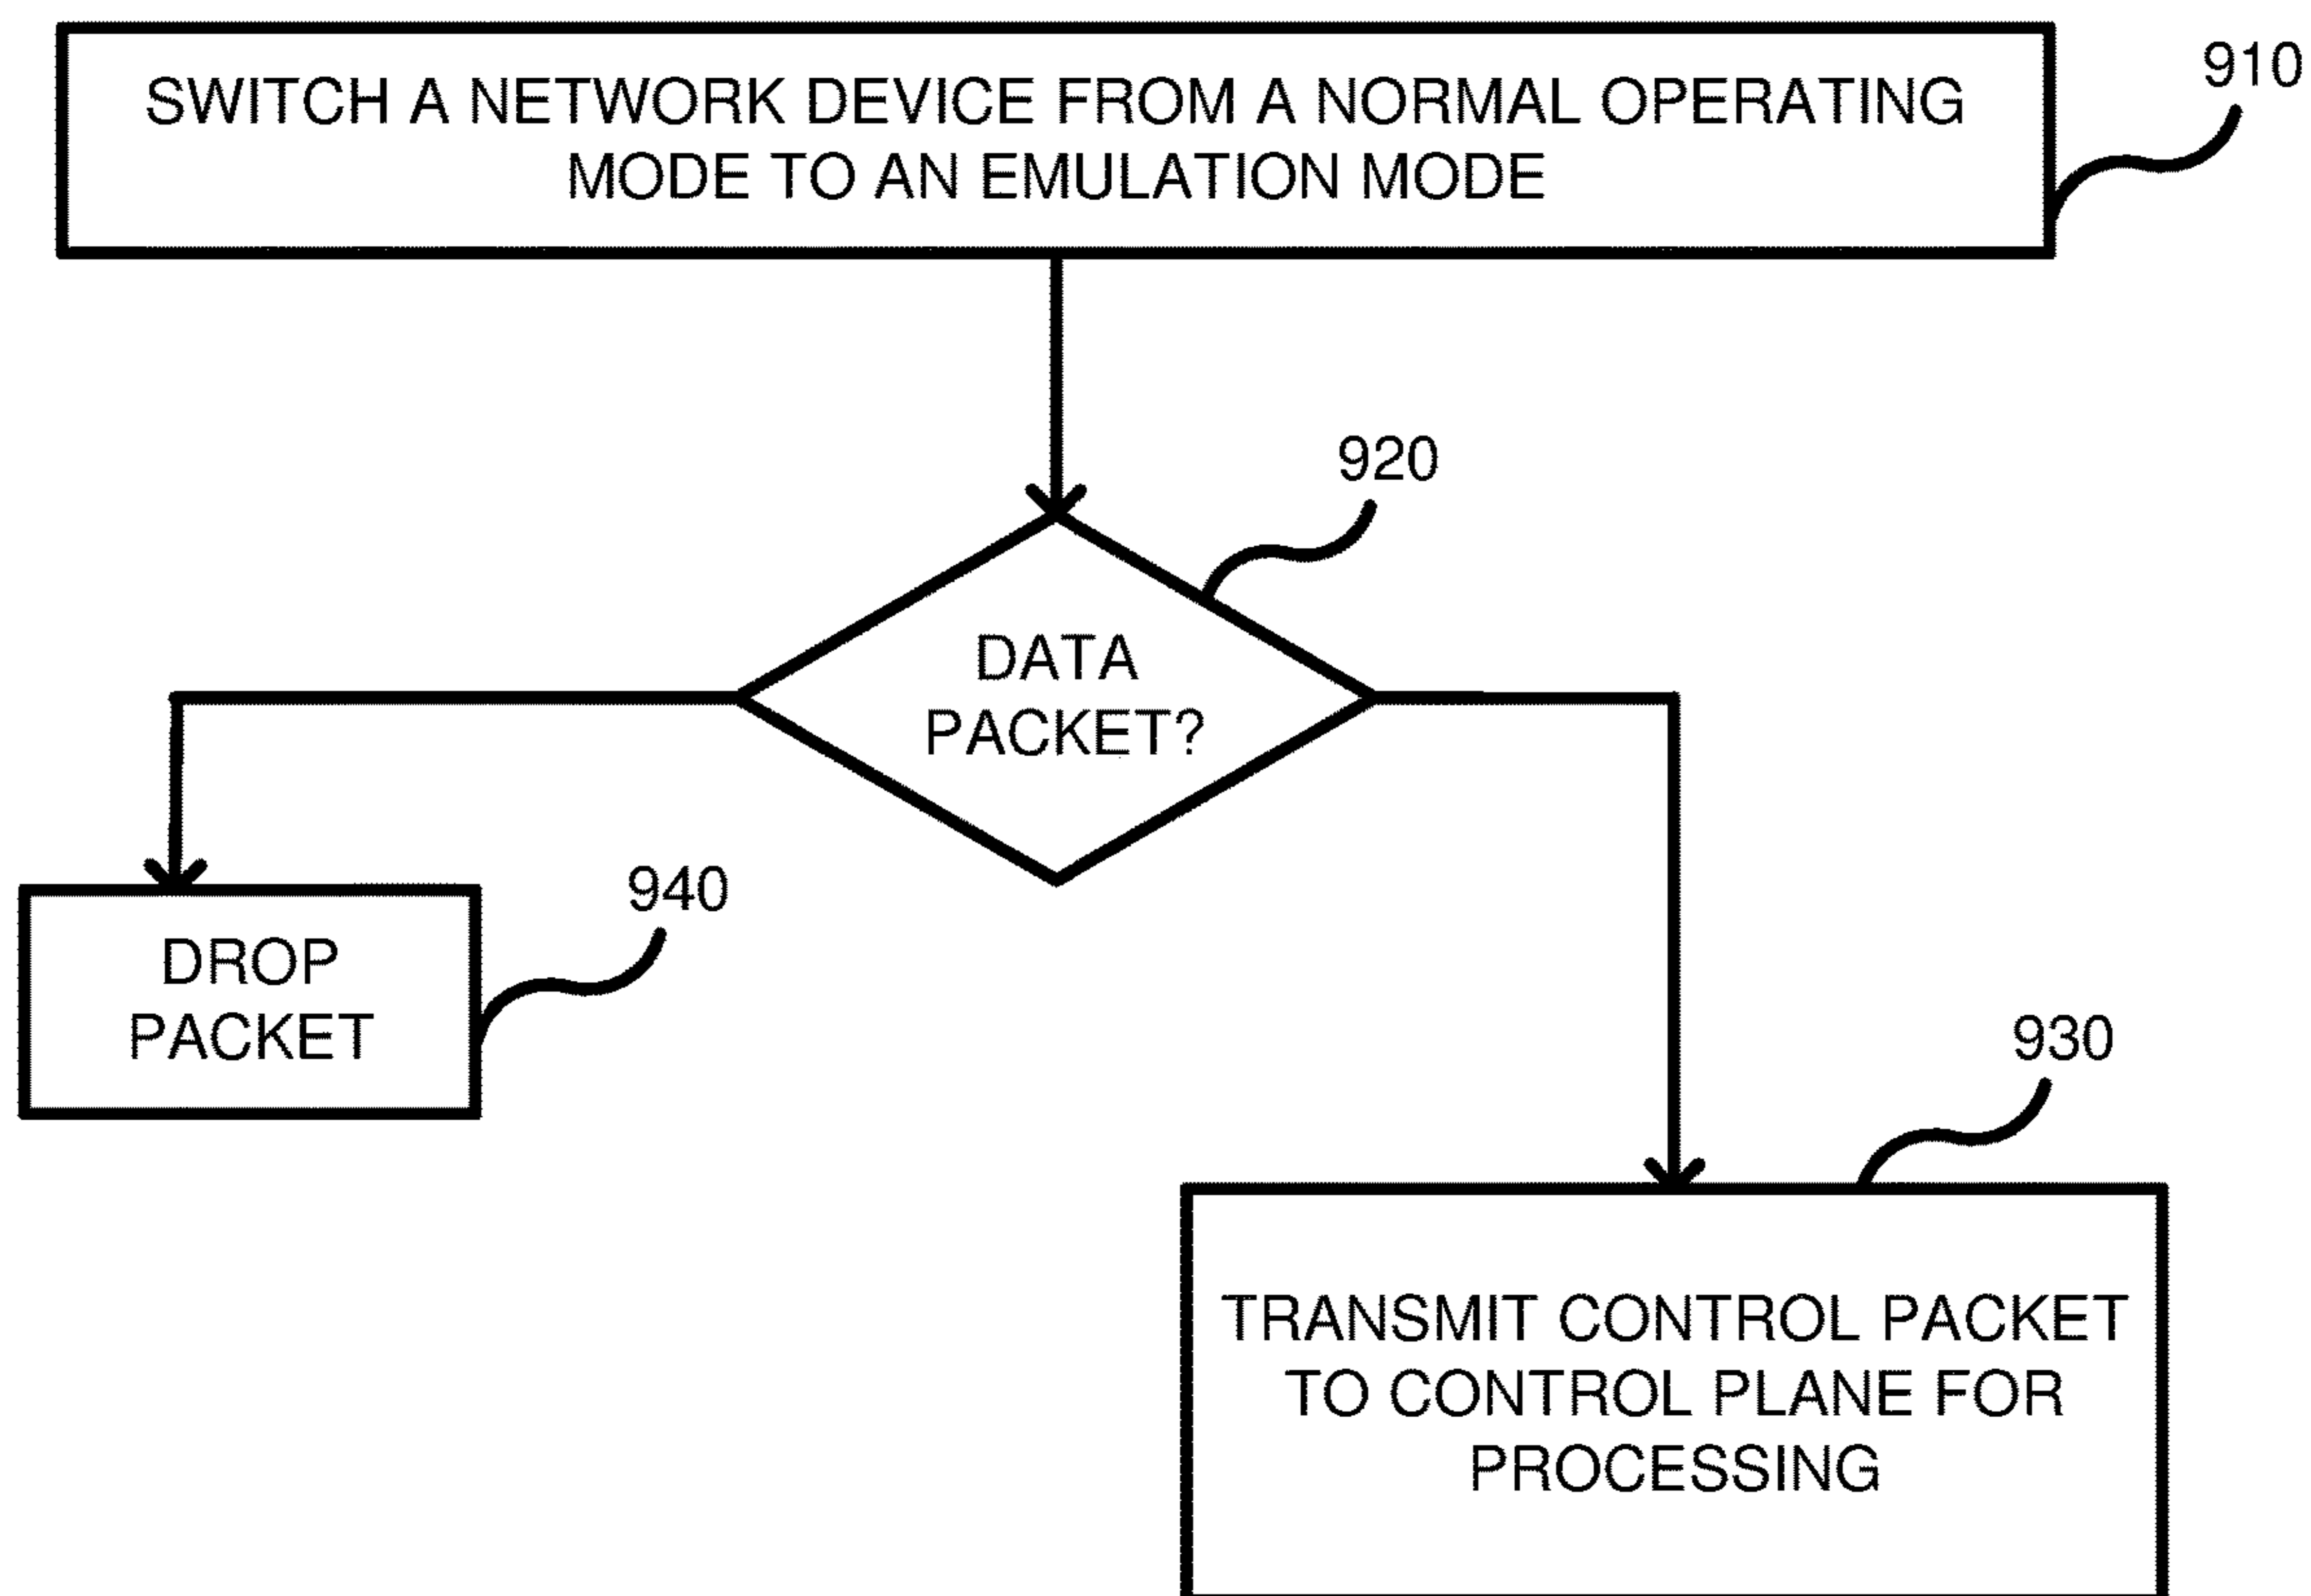 SWITCH A NETWORK DEVICE FROM A NORMAL OPERATING
MODE TO AN EMULATION MODE
910
920
DATA
PACKET?
940
DROP
PACKET
930
TRANSMIT CONTROL PACKET
TO CONTROL PLANE FOR
PROCESSING